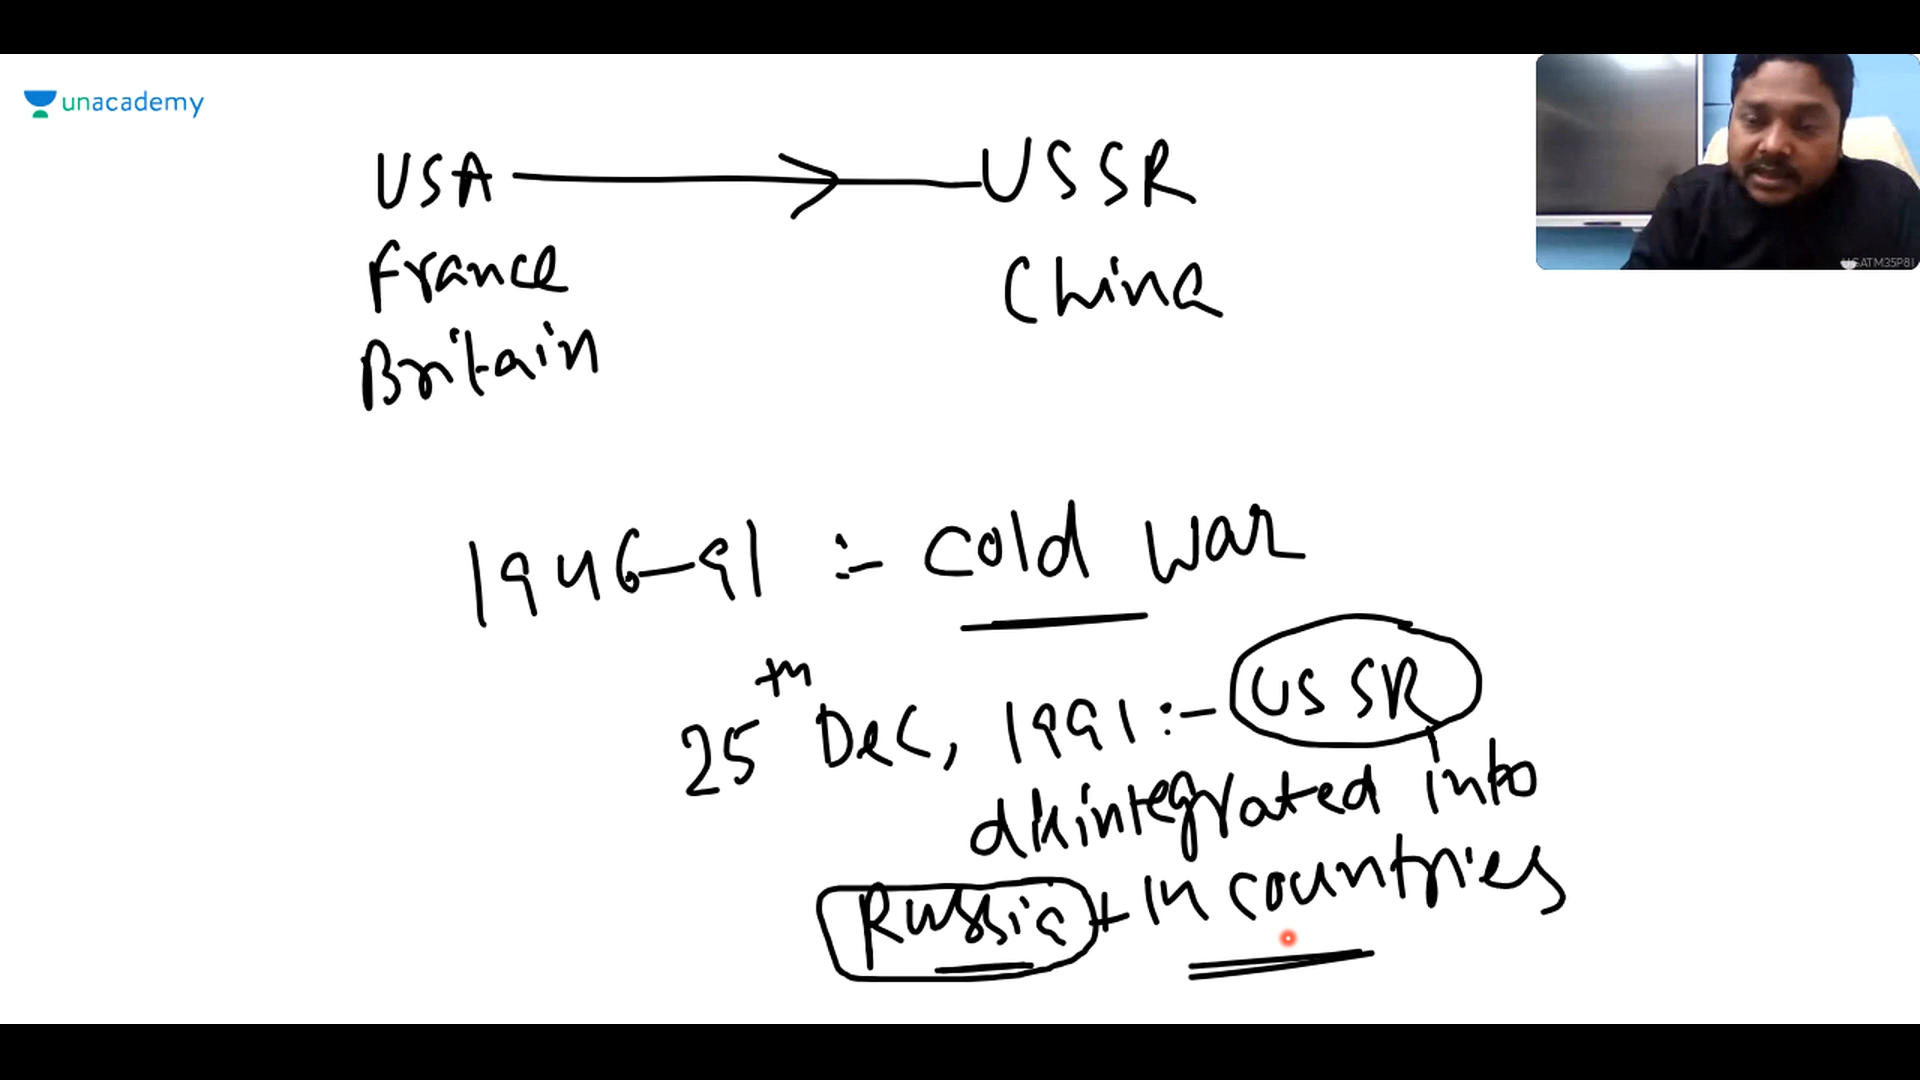 unacademy
USA → USSR
France China
Britain
1946-91 :- Cold War
25th Dec, 1991 :- USSR
disintegrated into
Russia + 14 countries